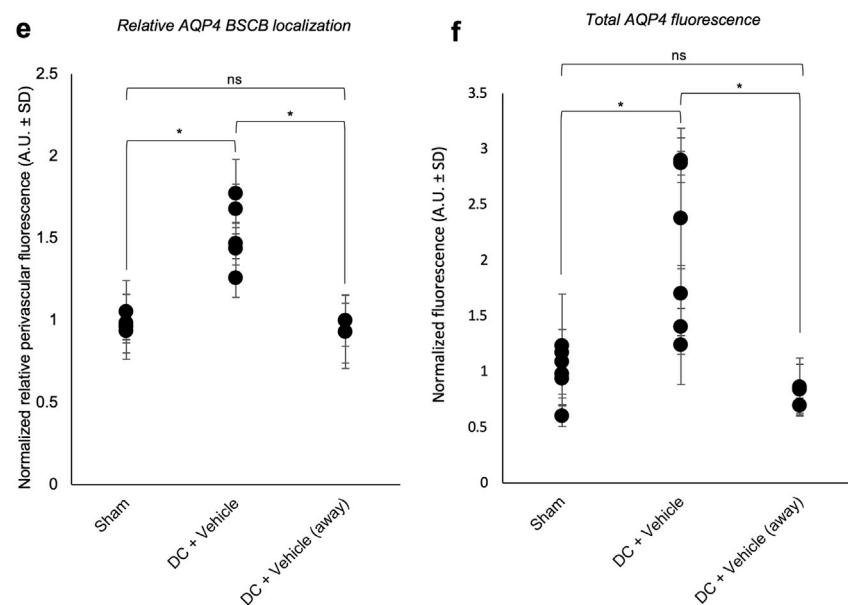 e
Relative AQP4 BSCB localization
Normalized relative perivascular fluorescence (A.U. ± SD)
2.5
2
1.5
1
0.5
0
ns
*
*
Sham
DC + Vehicle
DC + Vehicle (away)
f
Total AQP4 fluorescence
Normalized fluorescence (A.U. ± SD)
3.5
3
2.5
2
1.5
1
0.5
0
ns
*
*
Sham
DC + Vehicle
DC + Vehicle (away)